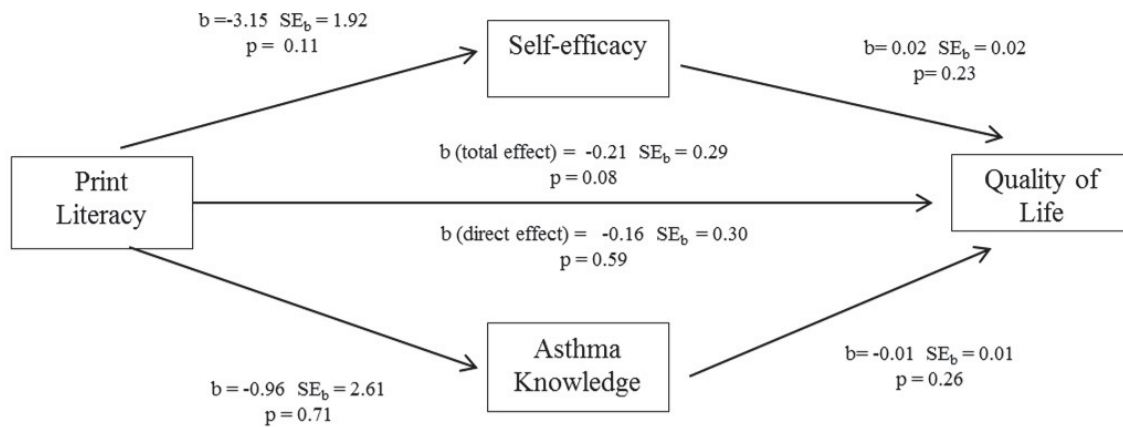 b =-3.15 SEb = 1.92
p = 0.11
Self-efficacy
b= 0.02 SEb = 0.02
p= 0.23
Print
Literacy
b (total effect) = -0.21 SEb = 0.29
p = 0.08
b (direct effect) = -0.16 SEb = 0.30
p = 0.59
Quality of
Life
b = -0.96 SEb = 2.61
p = 0.71
Asthma
Knowledge
b= -0.01 SEb = 0.01
p = 0.26